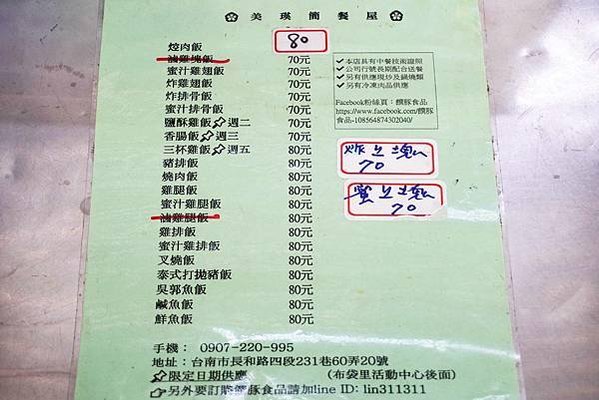 美瑛簡餐屋
焢肉飯 80
滷雞塊飯 70元
蜜汁雞翅飯 70元
炸雞翅飯 70元
炸排骨飯 70元
蜜汁排骨飯 70元
鹽酥雞飯 週二 70元
香腸飯 週三 70元
三杯雞飯 週五 80元
豬排飯 80元
燒肉飯 80元
雞腿飯 80元
蜜汁雞腿飯 80元
滷雞腿飯 80元
雞排飯 80元
蜜汁雞排飯 80元
叉燒飯 80元
泰式打拋豬飯 80元
吳郭魚飯 80元
鹹魚飯 80元
鮮魚飯 80元
✓本店具有中餐技術證照
✓公司行號長期配合送餐
✓另有供應現炒及鍋燒類
✓另有冷凍肉品供應
Facebook粉絲頁：饌豚食品
https://www.facebook.com/饌豚
食品-108564874302040/
70
70
手機： 0907-220-995
地址：台南市長和路四段231巷60弄20號
限定日期供應 （布袋里活動中心後面）
另外要訂購饌豚食品請加line ID: lin311311